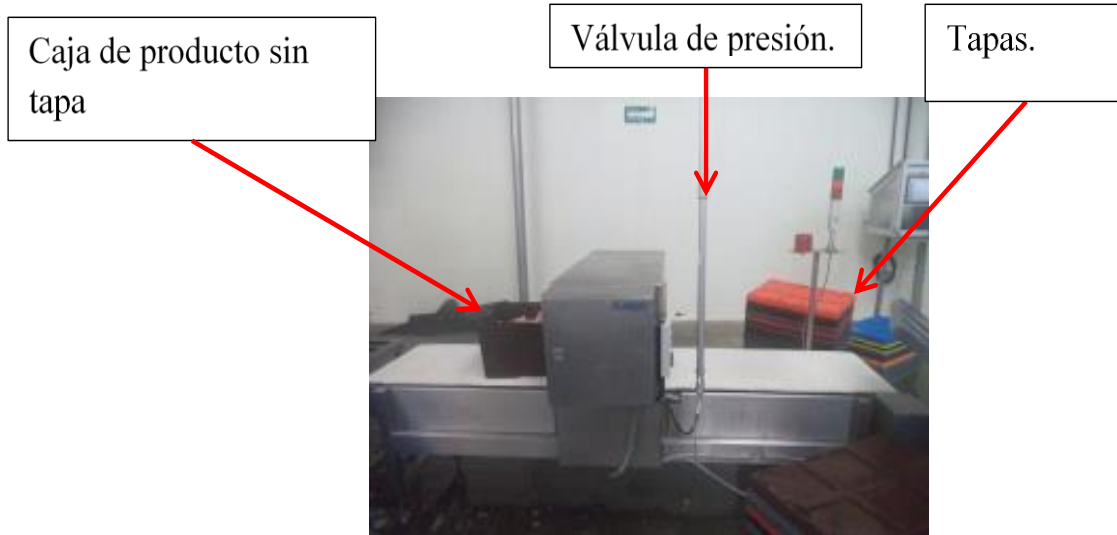 Caja de producto sin
tapa
Válvula de presión.
Tapas.